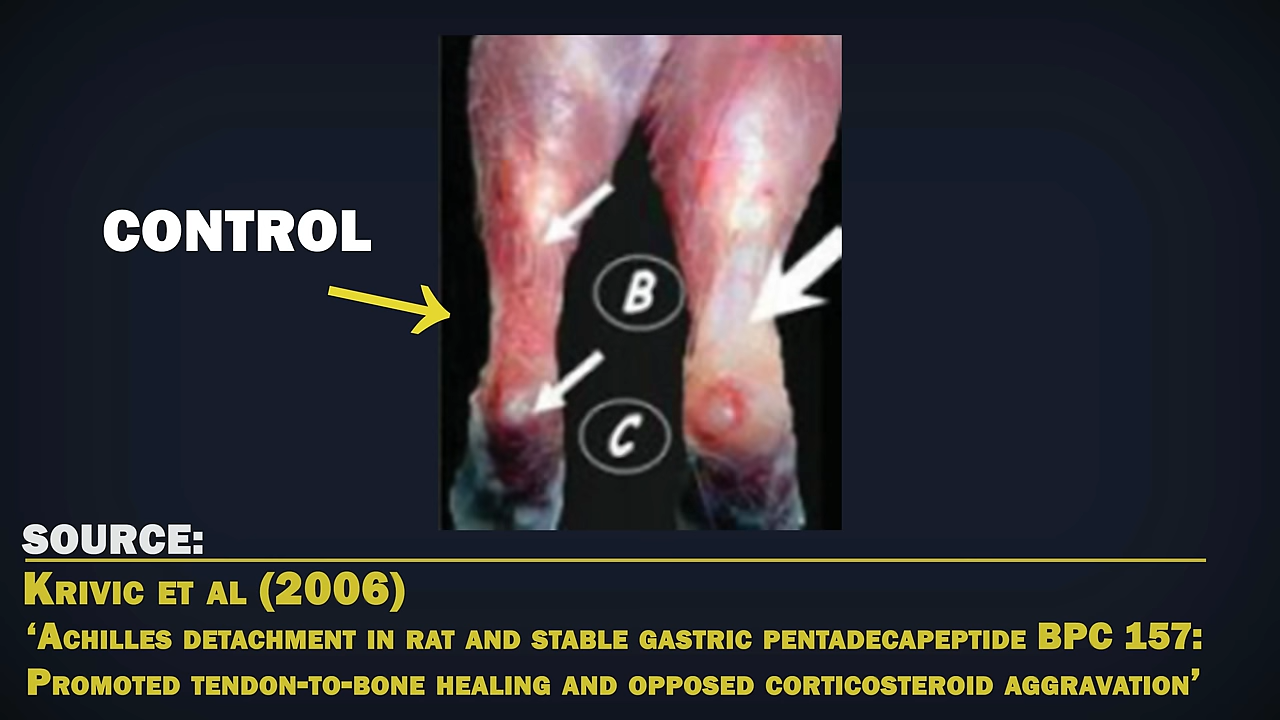 CONTROL
B
C
SOURCE:
KRIVIC ET AL (2006)
‘ACHILLES DETACHMENT IN RAT AND STABLE GASTRIC PENTADECAPEPTIDE BPC 157:
PROMOTED TENDON-TO-BONE HEALING AND OPPOSED CORTICOSTEROID AGGRAVATION’